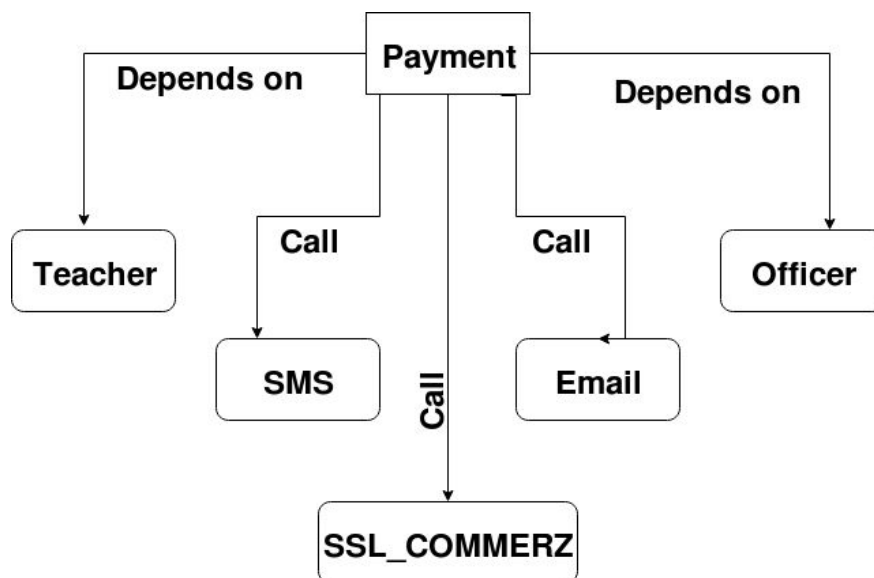 Payment
Depends on
Depends on
Call
Call
Teacher
Officer
SMS
Call
Email
SSL_COMMERZ